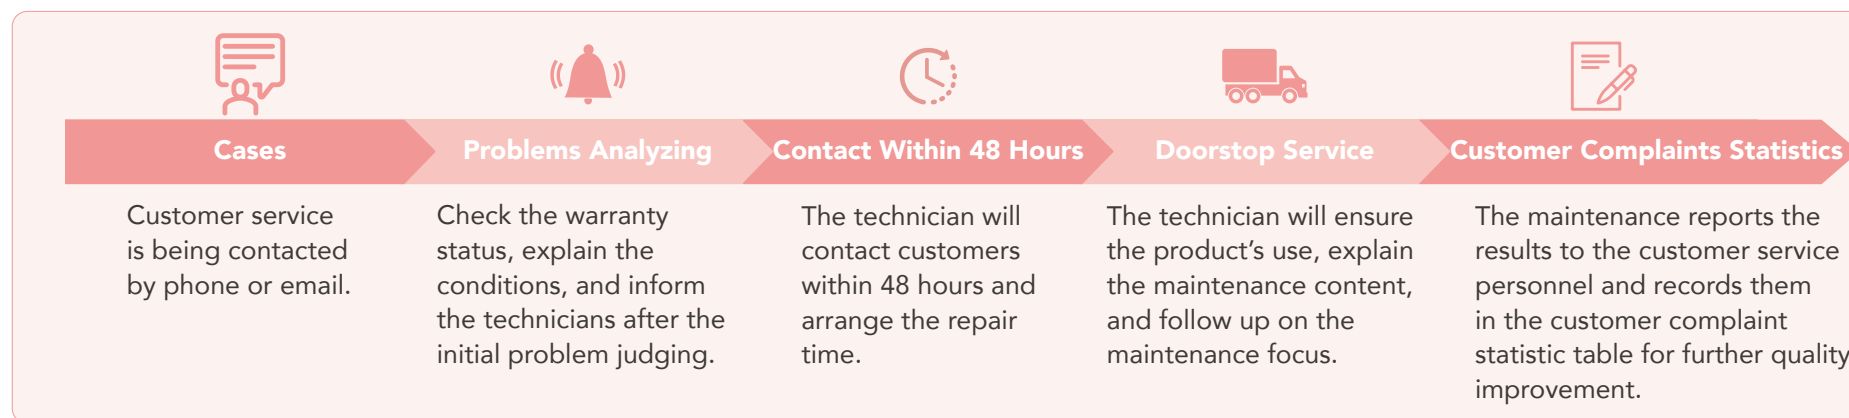 Cases
Customer service
is being contacted
by phone or email.
Problems Analyzing
Check the warranty
status, explain the
conditions, and inform
the technicians after the
initial problem judging.
Contact Within 48 Hours
The technician will
contact customers
within 48 hours and
arrange the repair
time.
Doorstop Service
The technician will ensure
the product’s use, explain
the maintenance content,
and follow up on the
maintenance focus.
Customer Complaints Statistics
The maintenance reports the
results to the customer service
personnel and records them
in the customer complaint
statistic table for further quality
improvement.